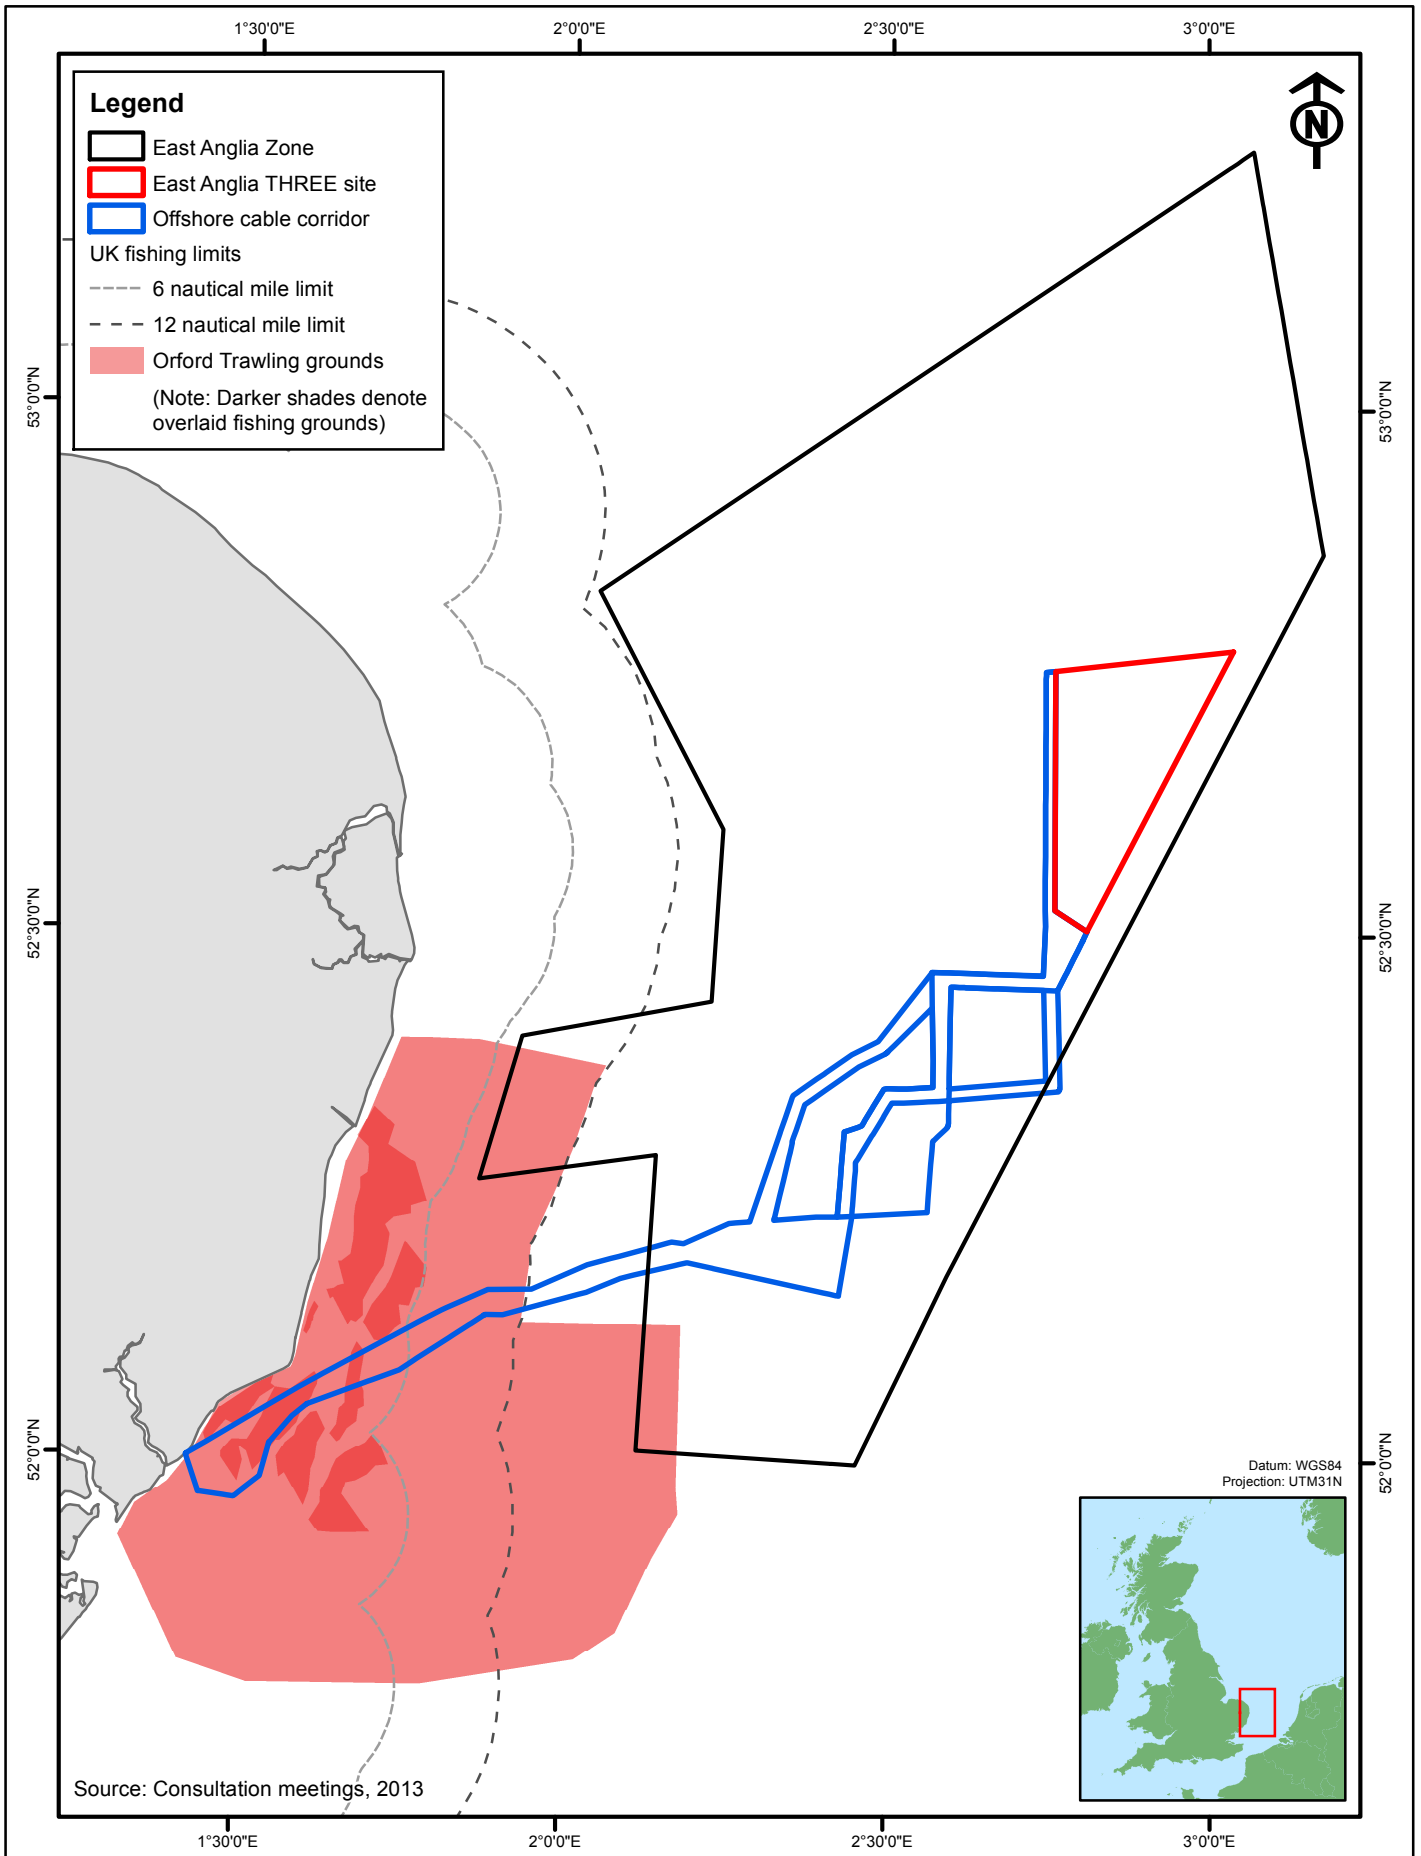 1°30'0"E
2°0'0"E
2°30'0"E
3°0'0"E
Legend
East Anglia Zone
East Anglia THREE site
Offshore cable corridor
UK fishing limits
6 nautical mile limit
12 nautical mile limit
Orford Trawling grounds
(Note: Darker shades denote
overlaid fishing grounds)
N
53°0'0"N
53°0'0"N
52°30'0"N
52°30'0"N
52°0'0"N
52°0'0"N
Datum: WGS84
Projection: UTM31N
Source: Consultation meetings, 2013
1°30'0"E
2°0'0"E
2°30'0"E
3°0'0"E